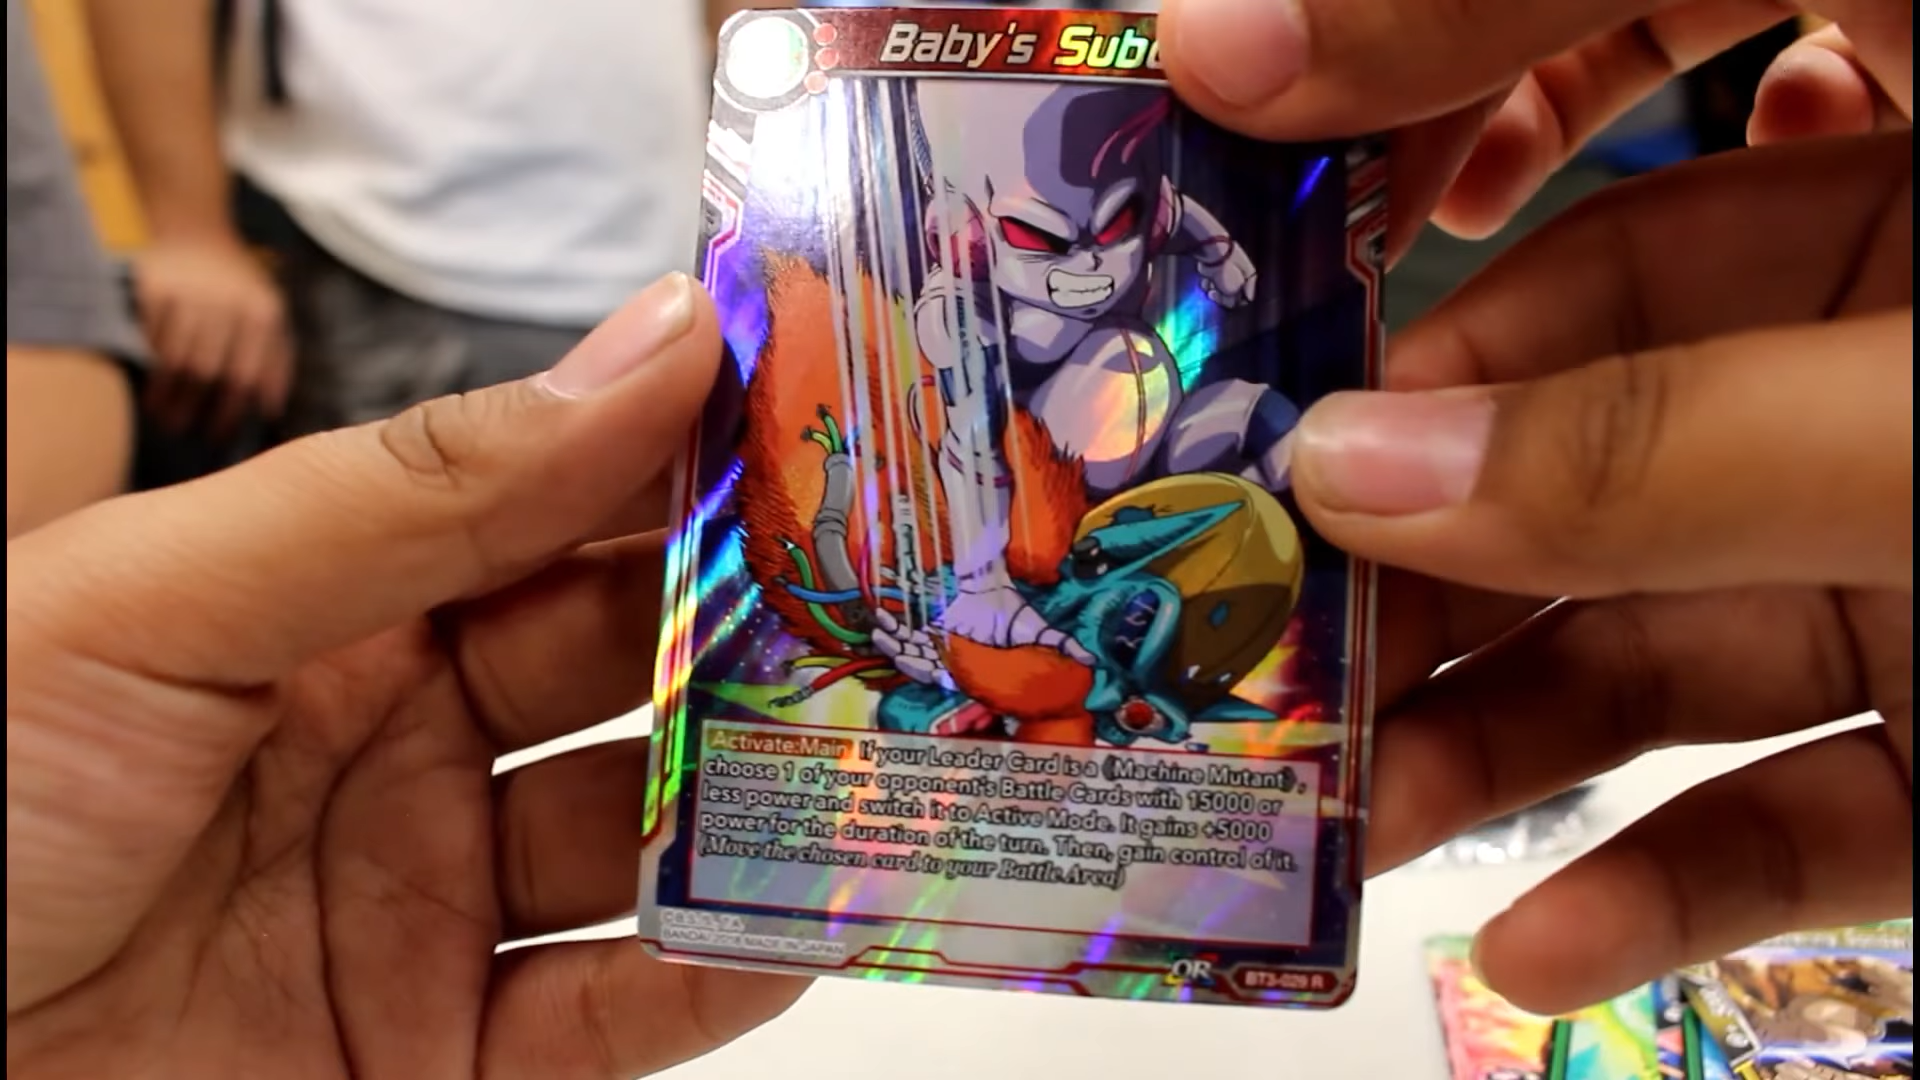 Baby's Sub
Activate:Main If your Leader Card is a 《Machine Mutant》,
choose 1 of your opponent's Battle Cards with 15000 or
less power and switch it to Active Mode. It gains +5000
power for the duration of the turn. Then, gain control of it.
(Move the chosen card to your Battle Area)
BANDAI 2018 MADE IN JAPAN
BT3-029 R